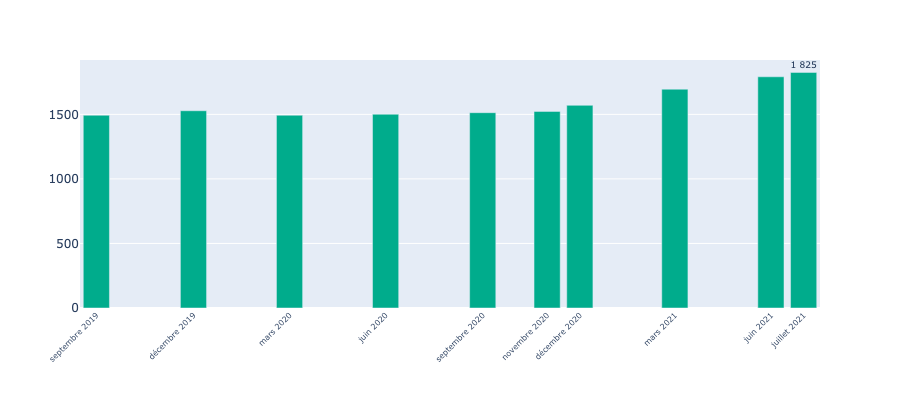 1 825
1500
1000
500
0
septembre 2019
décembre 2019
mars 2020
juin 2020
septembre 2020
novembre 2020
décembre 2020
mars 2021
juin 2021
juillet 2021